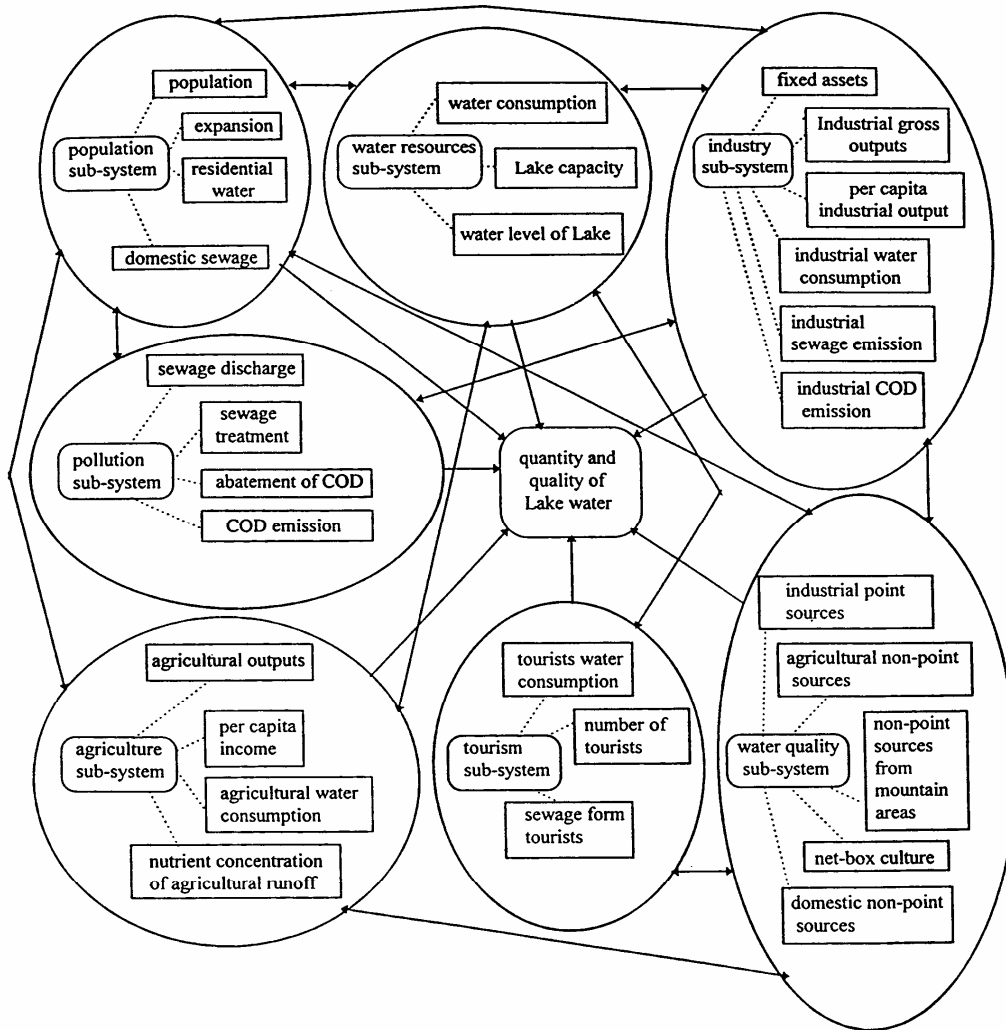 population
expansion
population
sub-system
residential
water
domestic sewage
water consumption
water resources
sub-system
Lake capacity
water level of Lake
fixed assets
Industrial gross
outputs
industry
sub-system
per capita
industrial output
industrial water
consumption
industrial
sewage emission
industrial COD
emission
sewage discharge
sewage
treatment
pollution
sub-system
abatement of COD
COD emission
quantity and
quality of
Lake water
agricultural outputs
per capita
income
agriculture
sub-system
agricultural water
consumption
nutrient concentration
of agricultural runoff
tourists water
consumption
number of
tourists
tourism
sub-system
sewage form
tourists
industrial point
sources
agricultural non-point
sources
water quality
sub-system
non-point
sources
from
mountain
areas
net-box culture
domestic non-point
sources